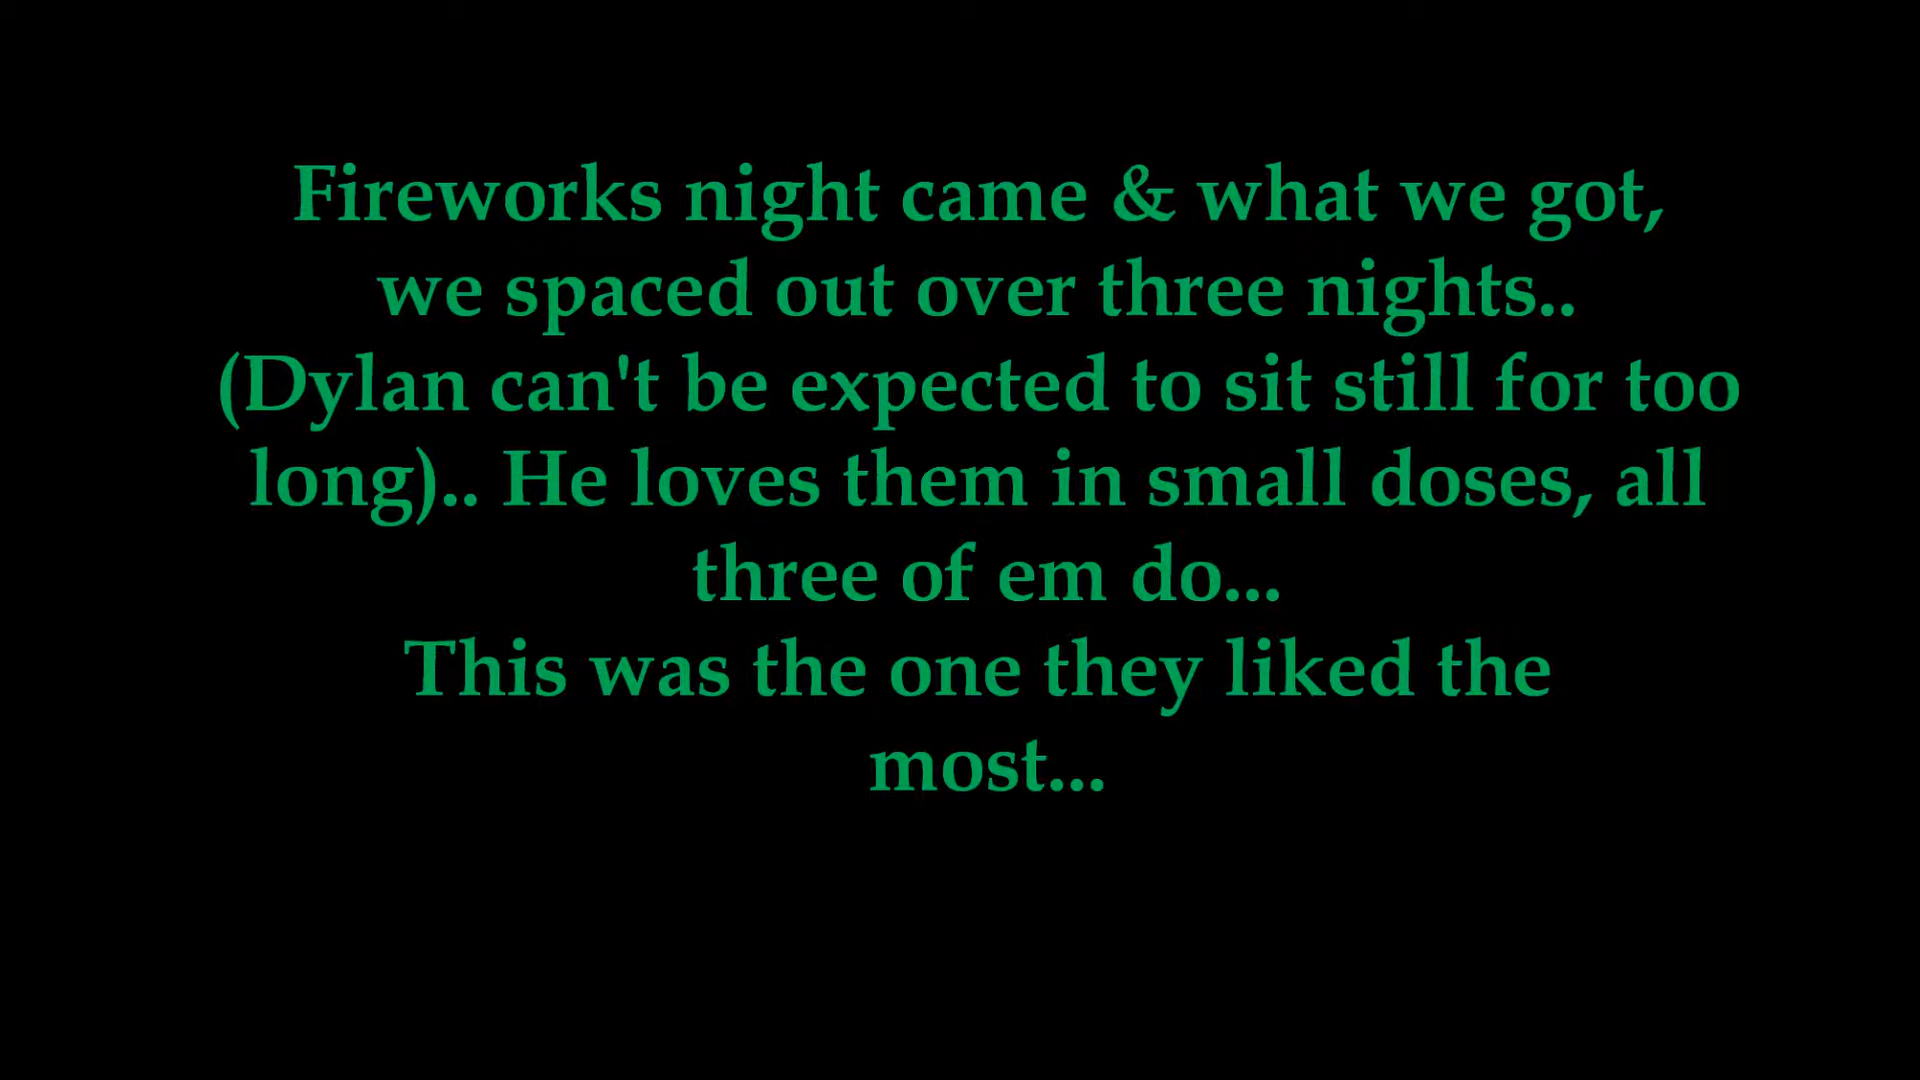 Fireworks night came & what we got,
we spaced out over three nights..
(Dylan can't be expected to sit still for too
long).. He loves them in small doses, all
three of em do...
This was the one they liked the
most...